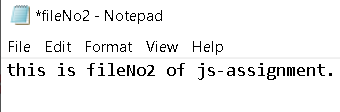 *fileNo2 - Notepad
File Edit Format View Help
this is fileNo2 of js-assignment.